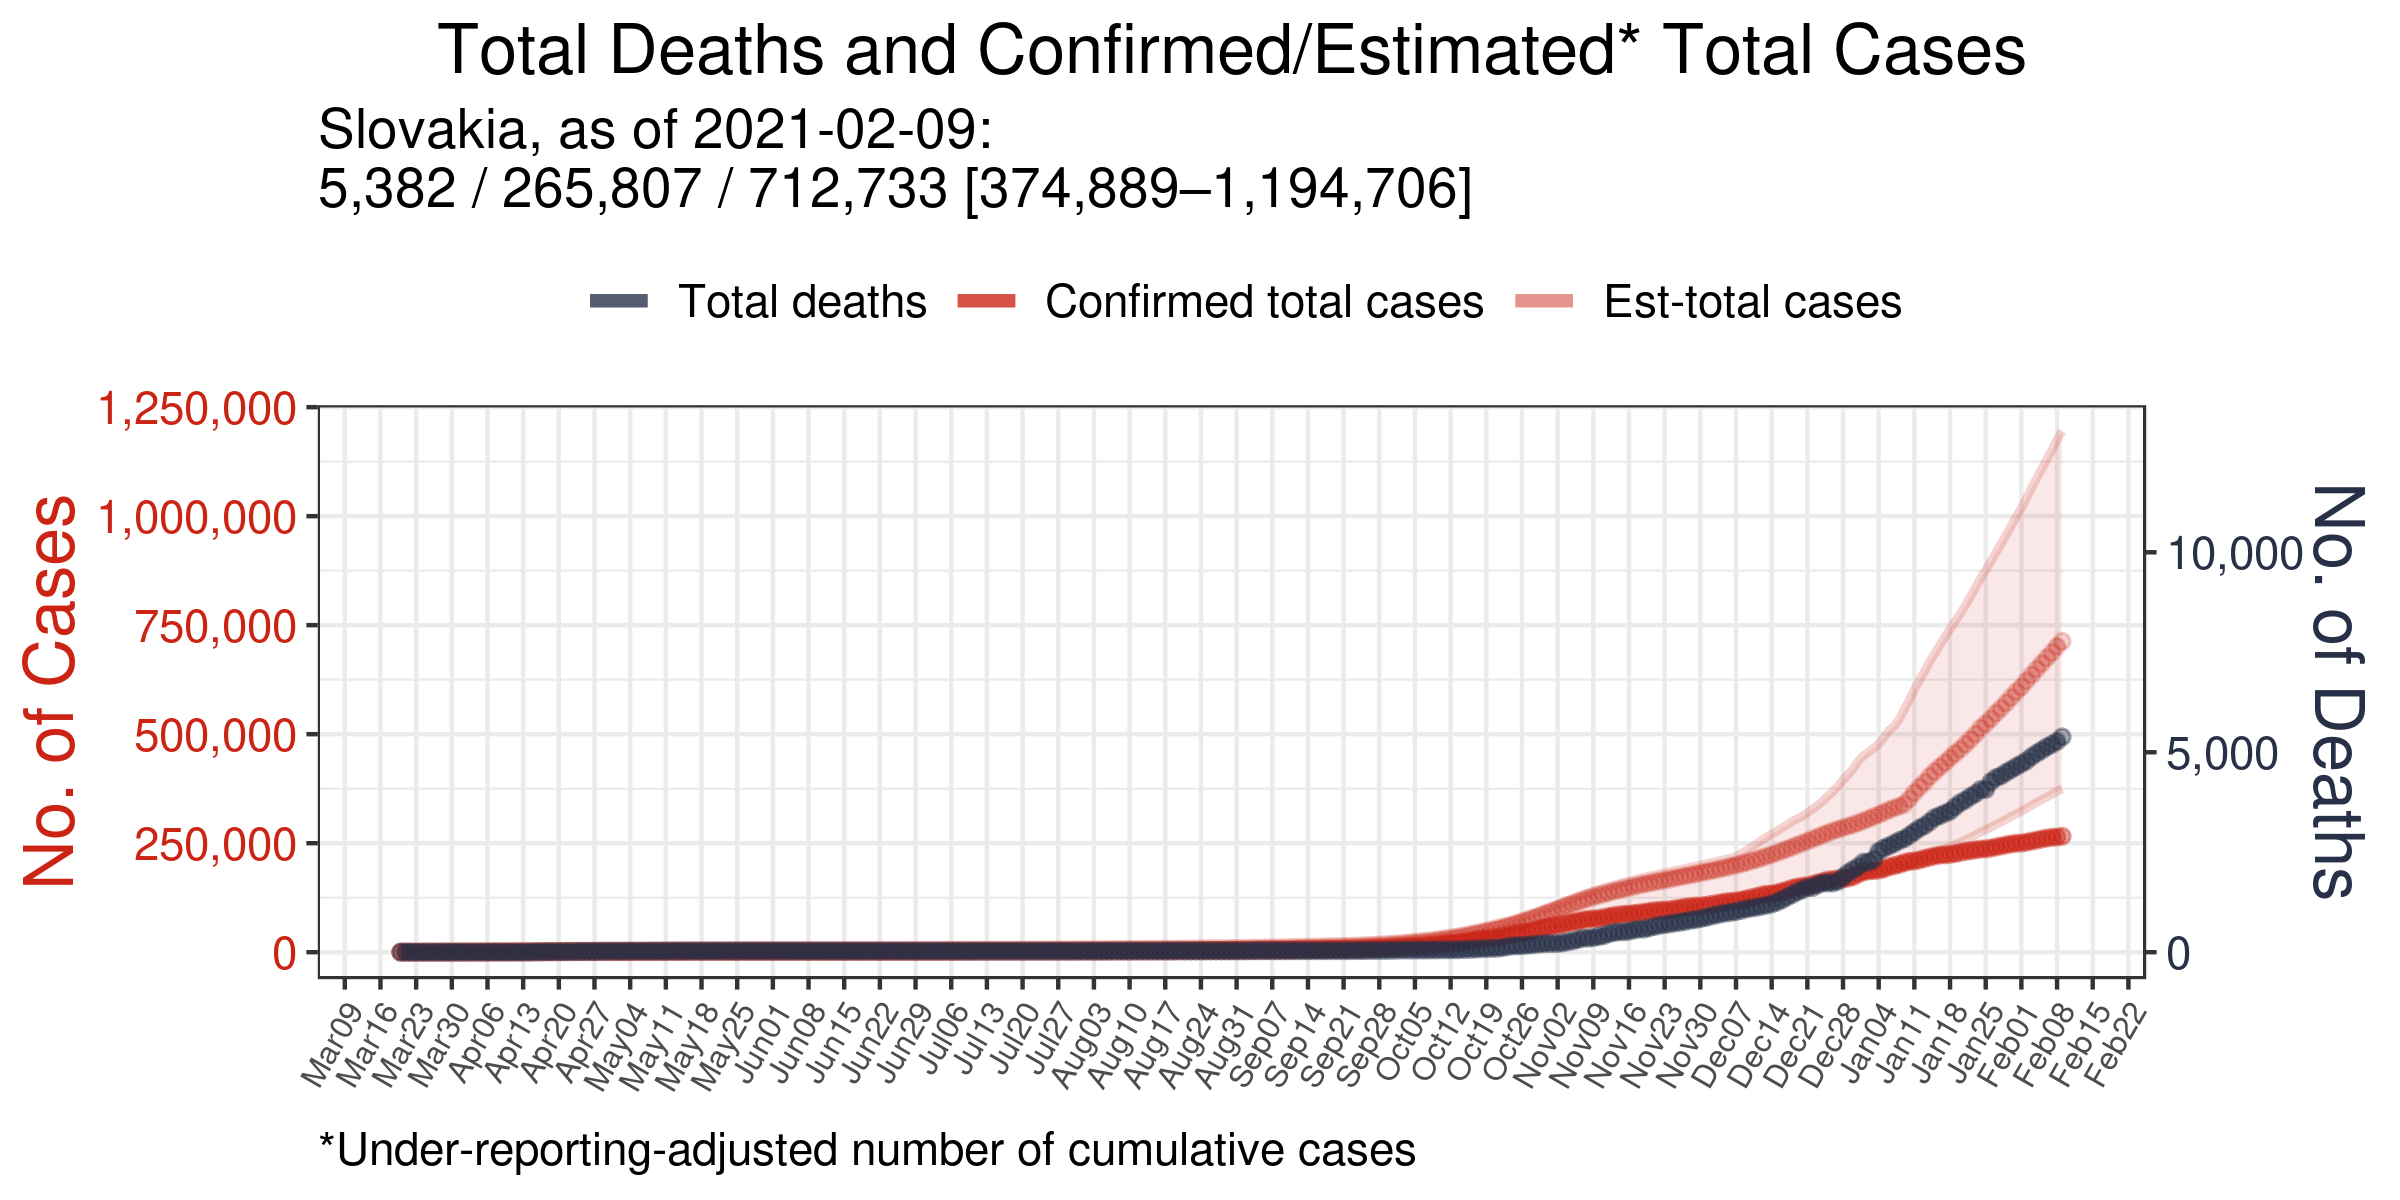 Total Deaths and Confirmed/Estimated* Total Cases
Slovakia, as of 2021-02-09:
5,382 / 265,807 / 712,733 [374,889–1,194,706]
Total deaths
Confirmed total cases
Est-total cases
No. of Cases
1,250,000
1,000,000
750,000
500,000
250,000
0
No. of Deaths
10,000
5,000
0
Mar09
Mar16
Mar23
Mar30
Apr06
Apr13
Apr20
Apr27
May04
May11
May18
May25
Jun01
Jun08
Jun15
Jun22
Jun29
Jul06
Jul13
Jul20
Jul27
Aug03
Aug10
Aug17
Aug24
Aug31
Sep07
Sep14
Sep21
Sep28
Oct05
Oct12
Oct19
Oct26
Nov02
Nov09
Nov16
Nov23
Nov30
Dec07
Dec14
Dec21
Dec28
Jan04
Jan11
Jan18
Jan25
Feb01
Feb08
Feb15
Feb22
*Under-reporting-adjusted number of cumulative cases